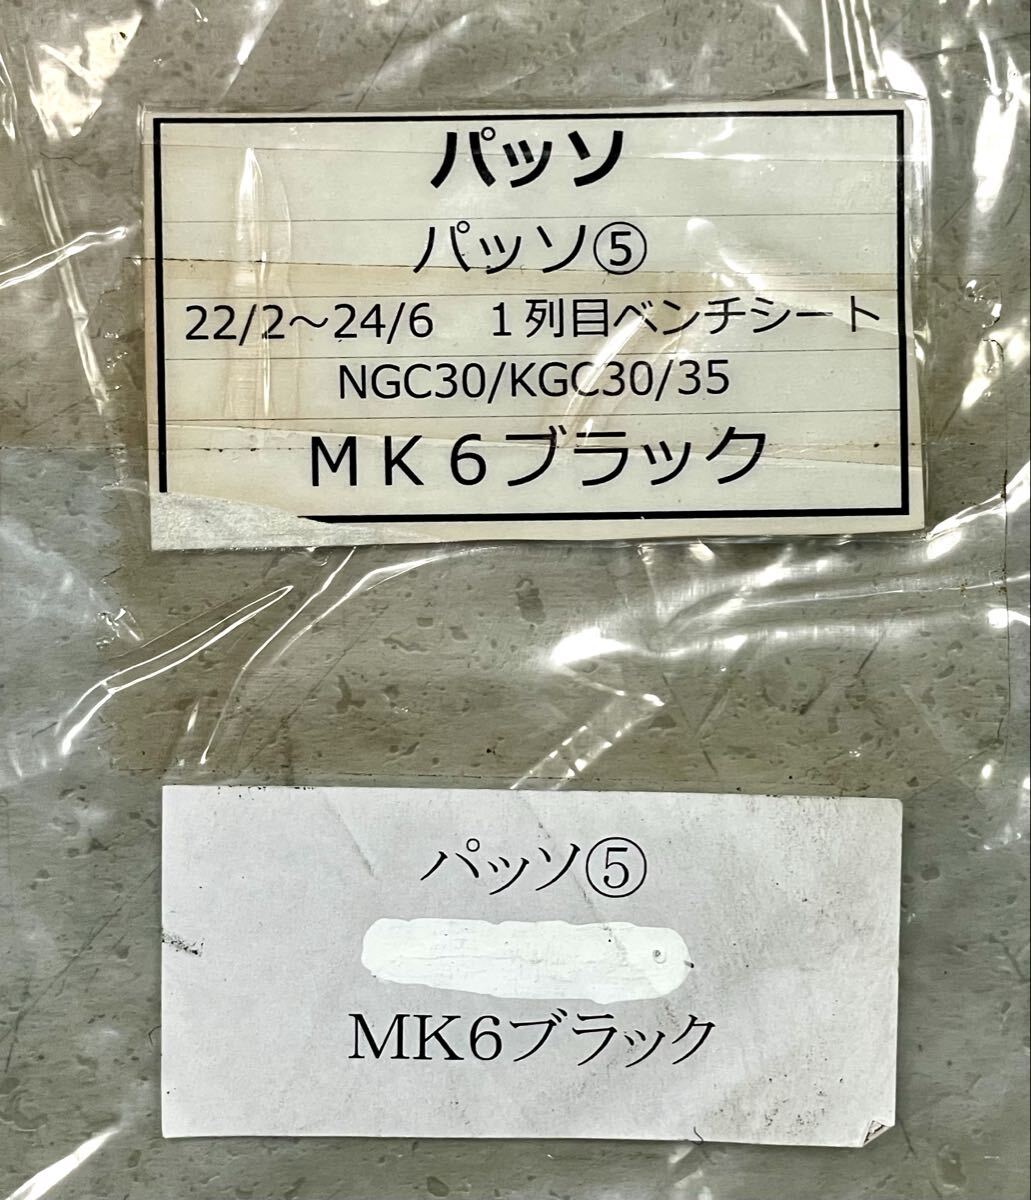 パッソ
パッソ⑤
22/2～24/6　１列目ベンチシート
NGC30/KGC30/35
ＭＫ６ブラック
パッソ⑤
MK6ブラック